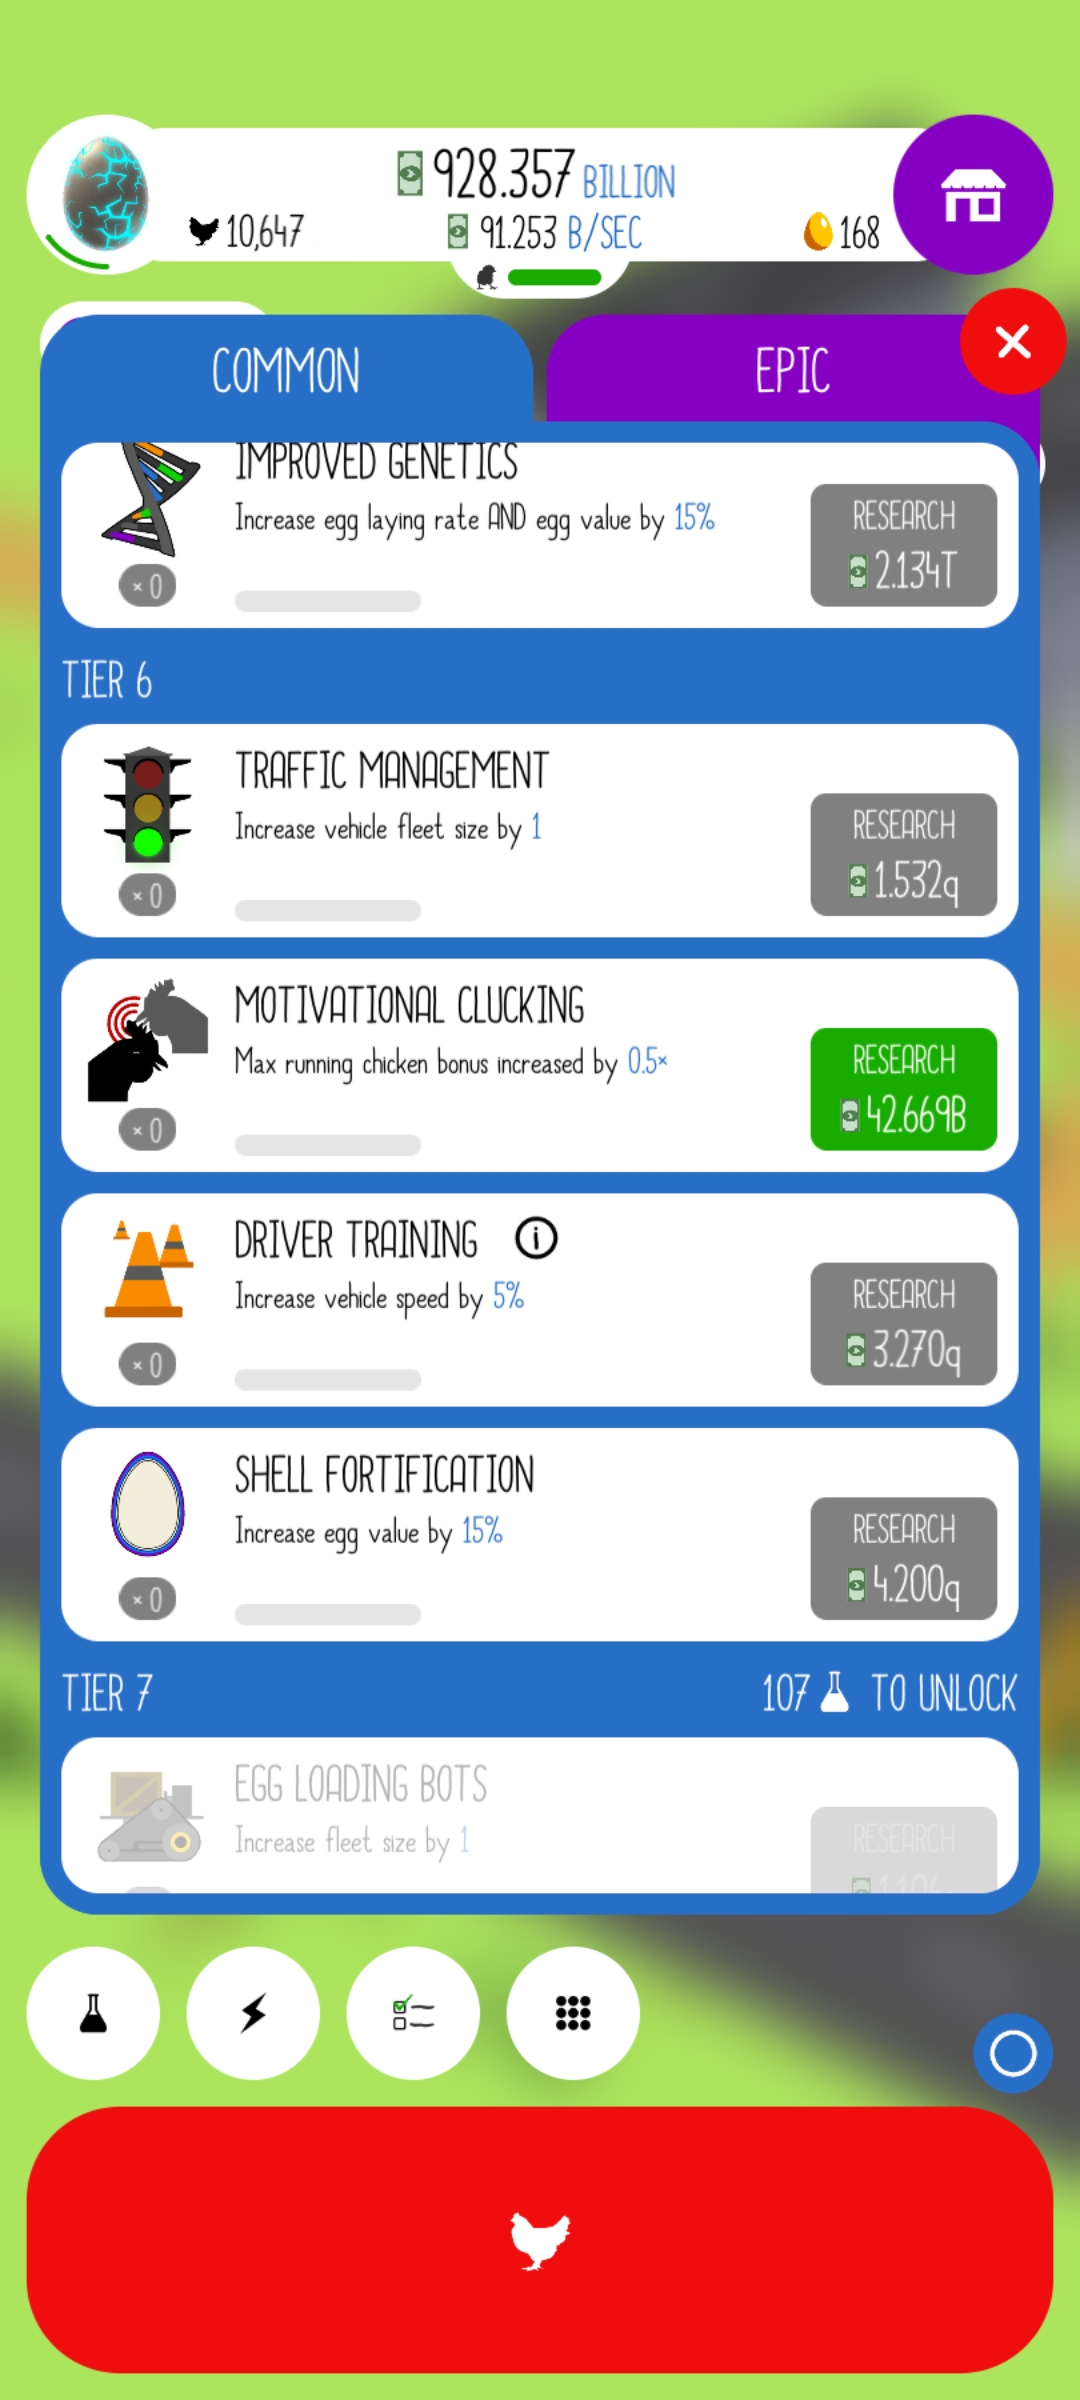 928.357 BILLION
10,647
91.253 B/SEC
168
COMMON
EPIC
IMPROVED GENETICS
Increase egg laying rate AND egg value by 15%
RESEARCH
2.134T
× 0
TIER 6
TRAFFIC MANAGEMENT
Increase vehicle fleet size by 1
RESEARCH
1.532q
× 0
MOTIVATIONAL CLUCKING
Max running chicken bonus increased by 0.5×
RESEARCH
42.669B
× 0
DRIVER TRAINING i
Increase vehicle speed by 5%
RESEARCH
3.270q
× 0
SHELL FORTIFICATION
Increase egg value by 15%
RESEARCH
4.200q
× 0
TIER 7
107 TO UNLOCK
EGG LOADING BOTS
Increase fleet size by 1
RESEARCH